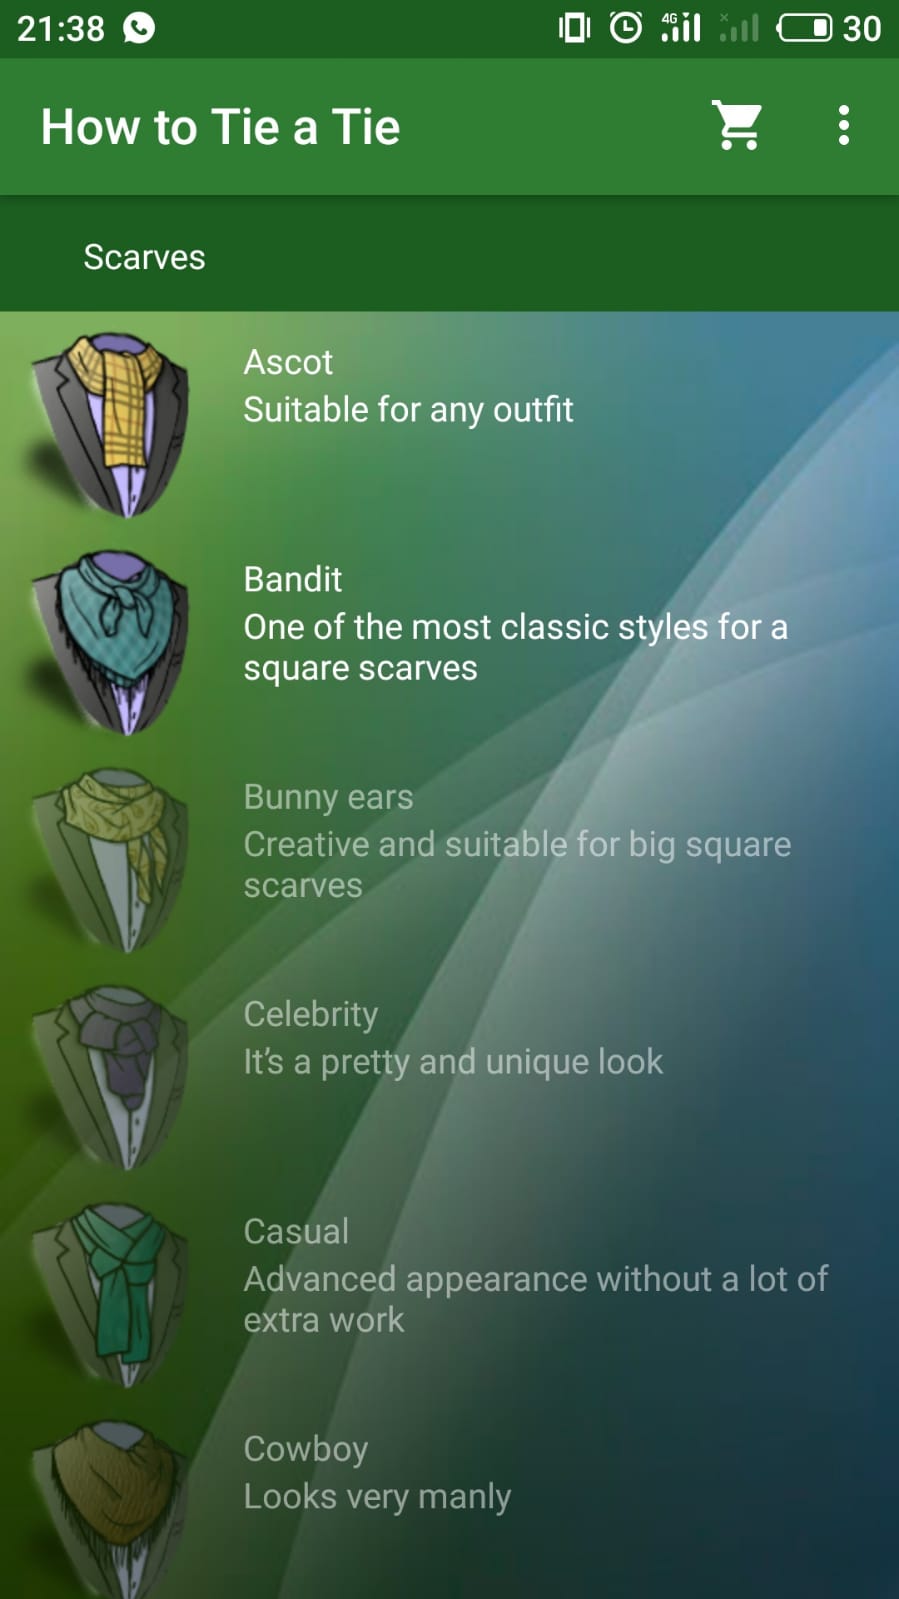 21:38
4G
30
How to Tie a Tie
Scarves
Ascot
Suitable for any outfit
Bandit
One of the most classic styles for a
square scarves
Bunny ears
Creative and suitable for big square
scarves
Celebrity
It’s a pretty and unique look
Casual
Advanced appearance without a lot of
extra work
Cowboy
Looks very manly